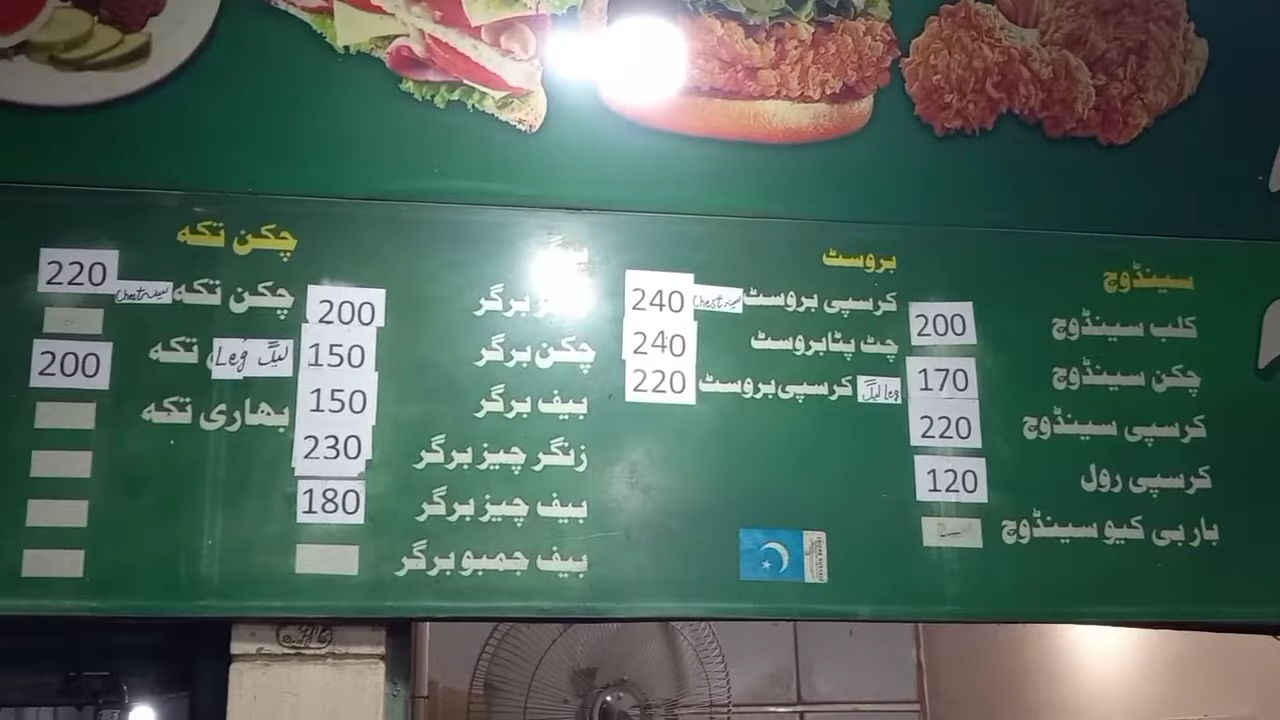 سینڈوچ
کلب سینڈوچ 200
چکن سینڈوچ 170
کرسپی سینڈوچ 220
کرسپی رول 120
باربی کیو سینڈوچ
بروسٹ
کرسپی بروسٹ سینہ Chest 240
چٹ پٹا بروسٹ 240
Leg لیگ کرسپی بروسٹ 220
برگر 200
چکن برگر 150
بیف برگر 150
زنگر چیز برگر 230
بیف چیز برگر 180
بیف جمبو برگر
چکن تکہ
چکن تکہ سینہ Chest 220
Leg لیگ تکہ
بهاری تکہ 200